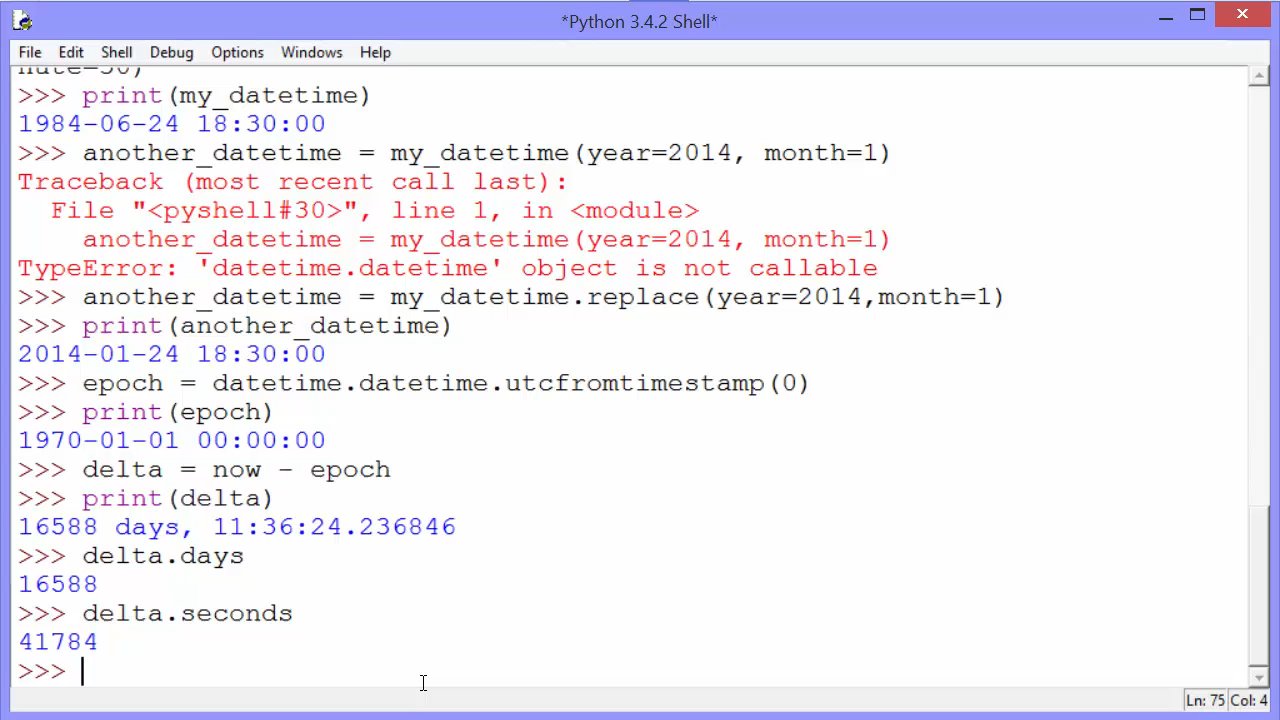 *Python 3.4.2 Shell*
File Edit Shell Debug Options Windows Help
>>> print(my_datetime)
1984-06-24 18:30:00
>>> another_datetime = my_datetime(year=2014, month=1)
Traceback (most recent call last):
  File "<pyshell#30>", line 1, in <module>
    another_datetime = my_datetime(year=2014, month=1)
TypeError: 'datetime.datetime' object is not callable
>>> another_datetime = my_datetime.replace(year=2014,month=1)
>>> print(another_datetime)
2014-01-24 18:30:00
>>> epoch = datetime.datetime.utcfromtimestamp(0)
>>> print(epoch)
1970-01-01 00:00:00
>>> delta = now - epoch
>>> print(delta)
16588 days, 11:36:24.236846
>>> delta.days
16588
>>> delta.seconds
41784
>>>
Ln: 75 Col: 4